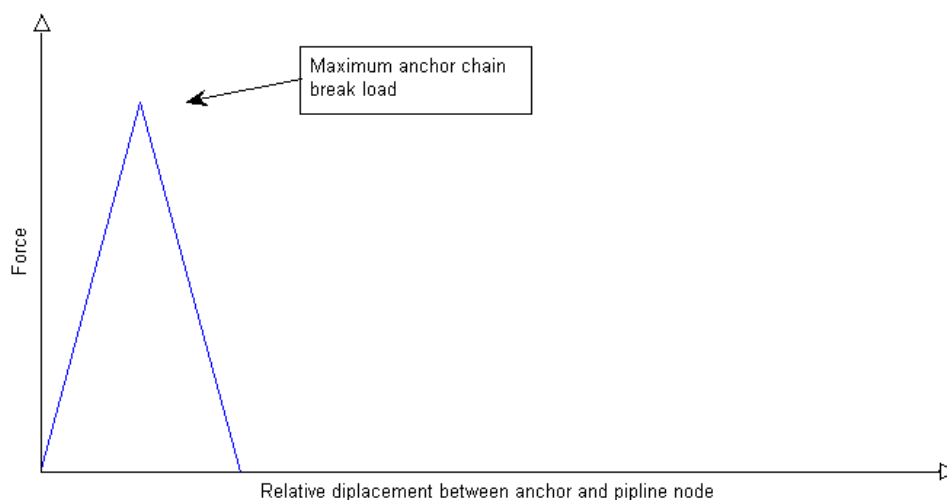 Maximum anchor chain
break load
Force
Relative diplacement between anchor and pipline node